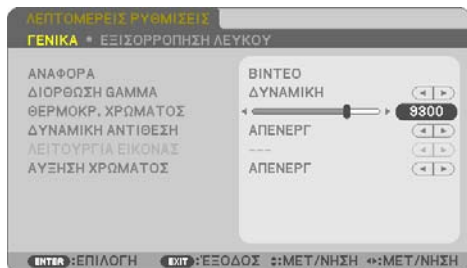 ΛΕΠΤΟΜΕΡΕΙΣ ΡΥΘΜΙΣΕΙΣ
ΓΕΝΙΚΑ • ΕΞΙΣΟΡΡΟΠΗΣΗ ΛΕΥΚΟΥ
ΑΝΑΦΟΡΑ ΒΙΝΤΕΟ
ΔΙΟΡΘΩΣΗ GAMMA ΔΥΝΑΜΙΚΗ
ΘΕΡΜΟΚΡ. ΧΡΩΜΑΤΟΣ 9300
ΔΥΝΑΜΙΚΗ ΑΝΤΙΘΕΣΗ ΑΠΕΝΕΡΓ
ΛΕΙΤΟΥΡΓΙΑ ΕΙΚΟΝΑΣ ---
ΑΥΞΗΣΗ ΧΡΩΜΑΤΟΣ ΑΠΕΝΕΡΓ
ENTER :ΕΠΙΛΟΓΗ EXIT :ΈΞΟΔΟΣ :ΜΕΤ/ΝΗΣΗ :ΜΕΤ/ΝΗΣΗ